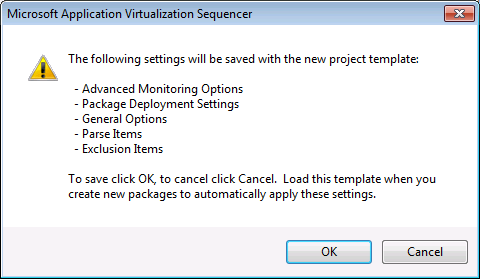 Microsoft Application Virtualization Sequencer
The following settings will be saved with the new project template:
- Advanced Monitoring Options
- Package Deployment Settings
- General Options
- Parse Items
- Exclusion Items
To save click OK, to cancel click Cancel.  Load this template when you
create new packages to automatically apply these settings.
OK
Cancel